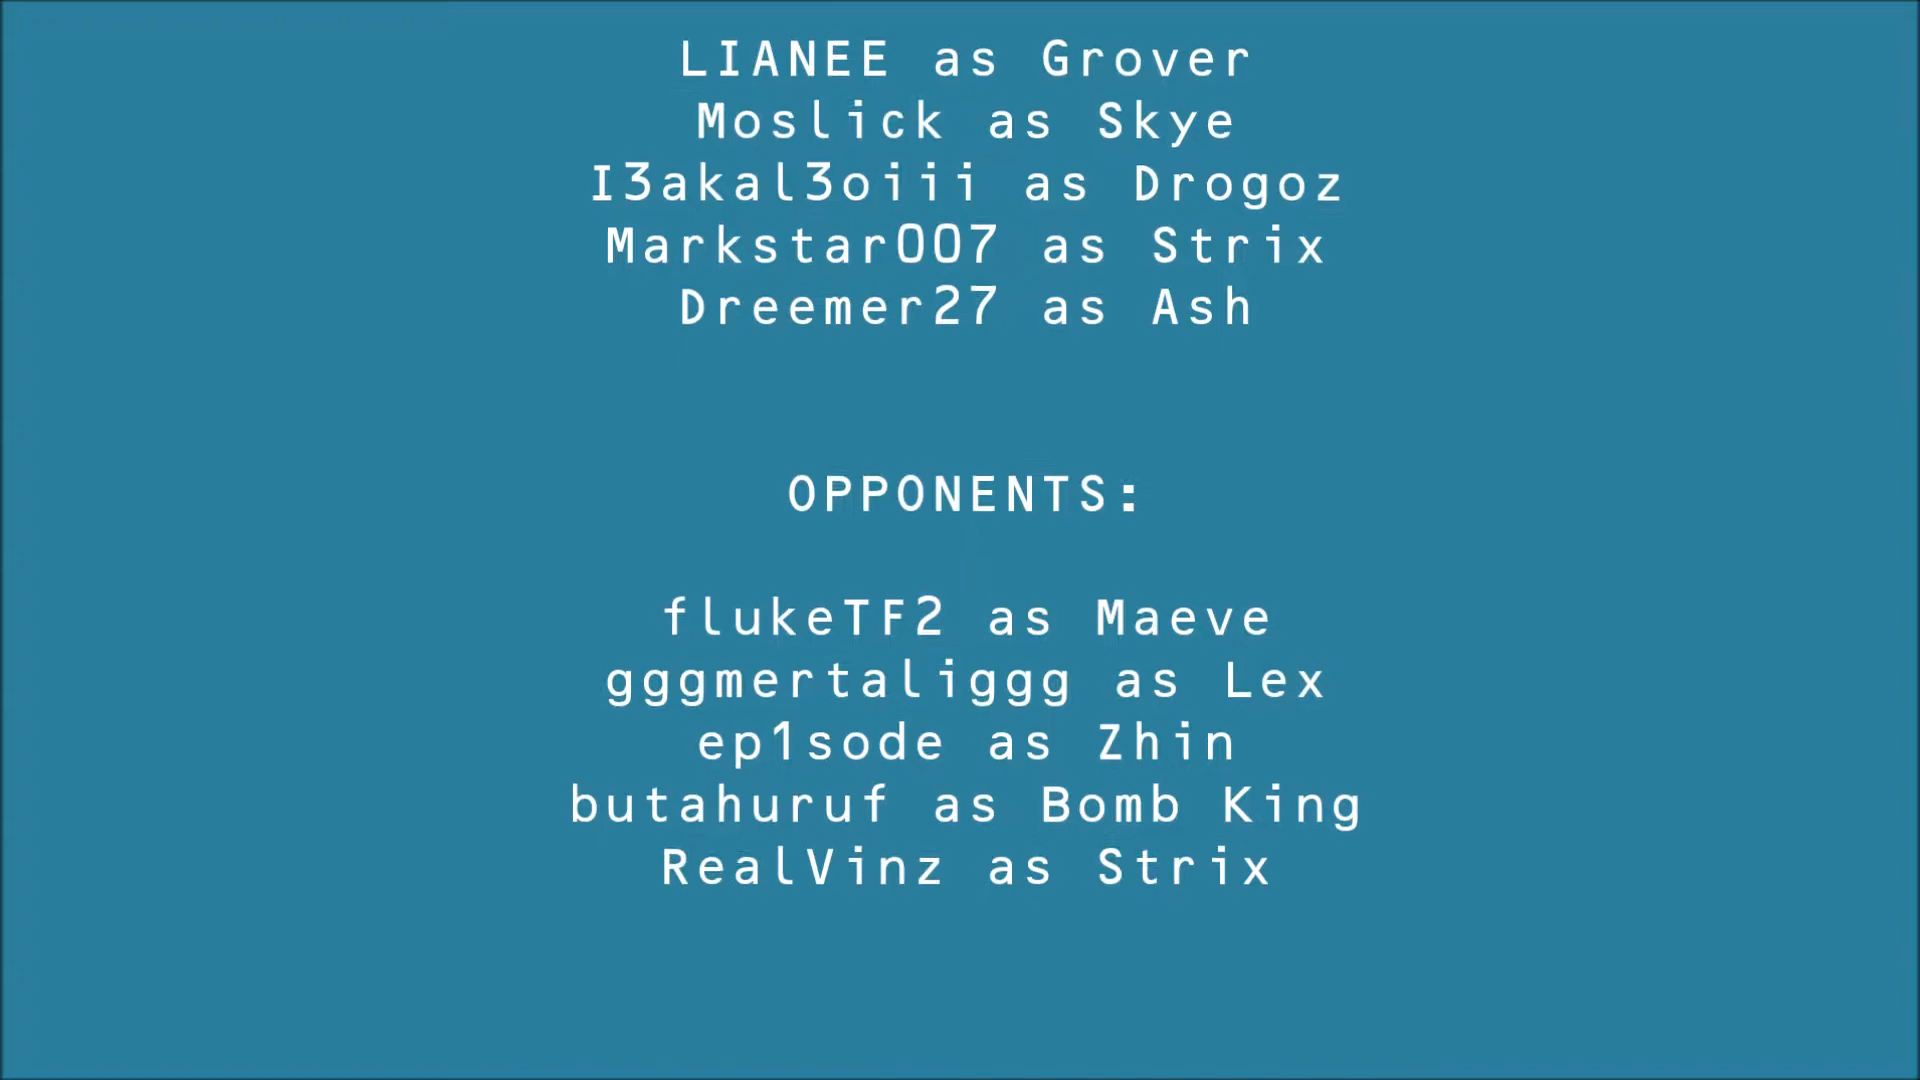 LIANEE as Grover
Moslick as Skye
I3akal3oiii as Drogoz
Markstar007 as Strix
Dreemer27 as Ash
OPPONENTS:
flukeTF2 as Maeve
gggmertaliggg as Lex
ep1sode as Zhin
butahuruf as Bomb King
RealVinz as Strix